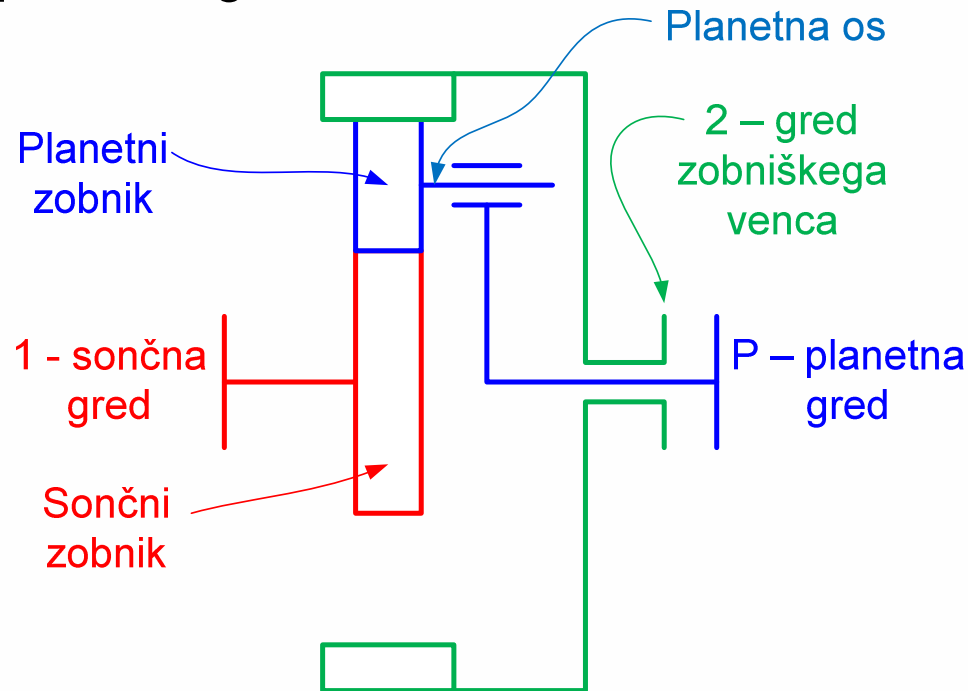 Planetna os
Planetni
zobnik
2 – gred
zobniškega
venca
1 - sončna
gred
P – planetna
gred
Sončni
zobnik